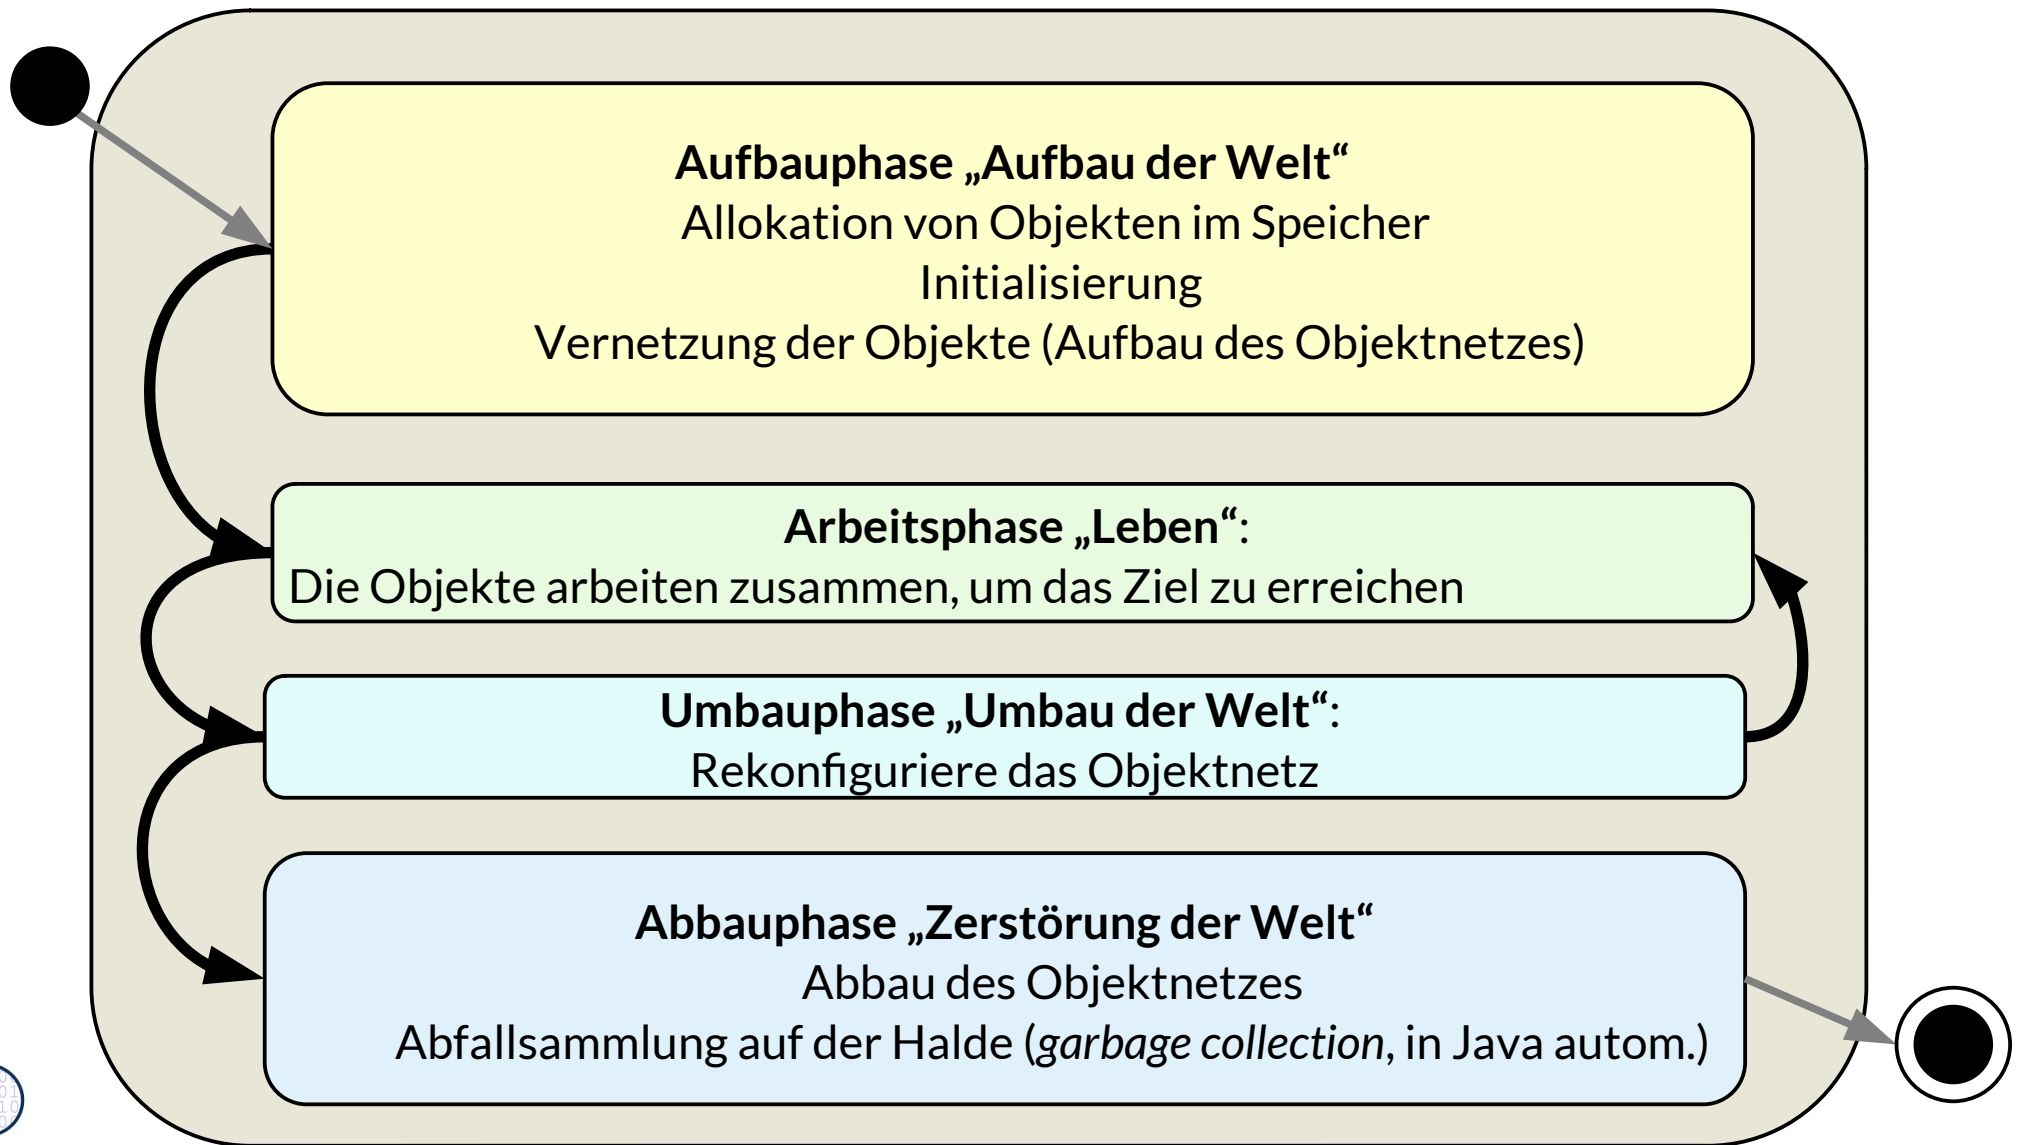 Aufbauphase „Aufbau der Welt“
Allokation von Objekten im Speicher
Initialisierung
Vernetzung der Objekte (Aufbau des Objektnetzes)
Arbeitsphase „Leben“:
Die Objekte arbeiten zusammen, um das Ziel zu erreichen
Umbauphase „Umbau der Welt“:
Rekonfiguriere das Objektnetz
Abbauphase „Zerstörung der Welt“
Abbau des Objektnetzes
Abfallsammlung auf der Halde (garbage collection, in Java autom.)